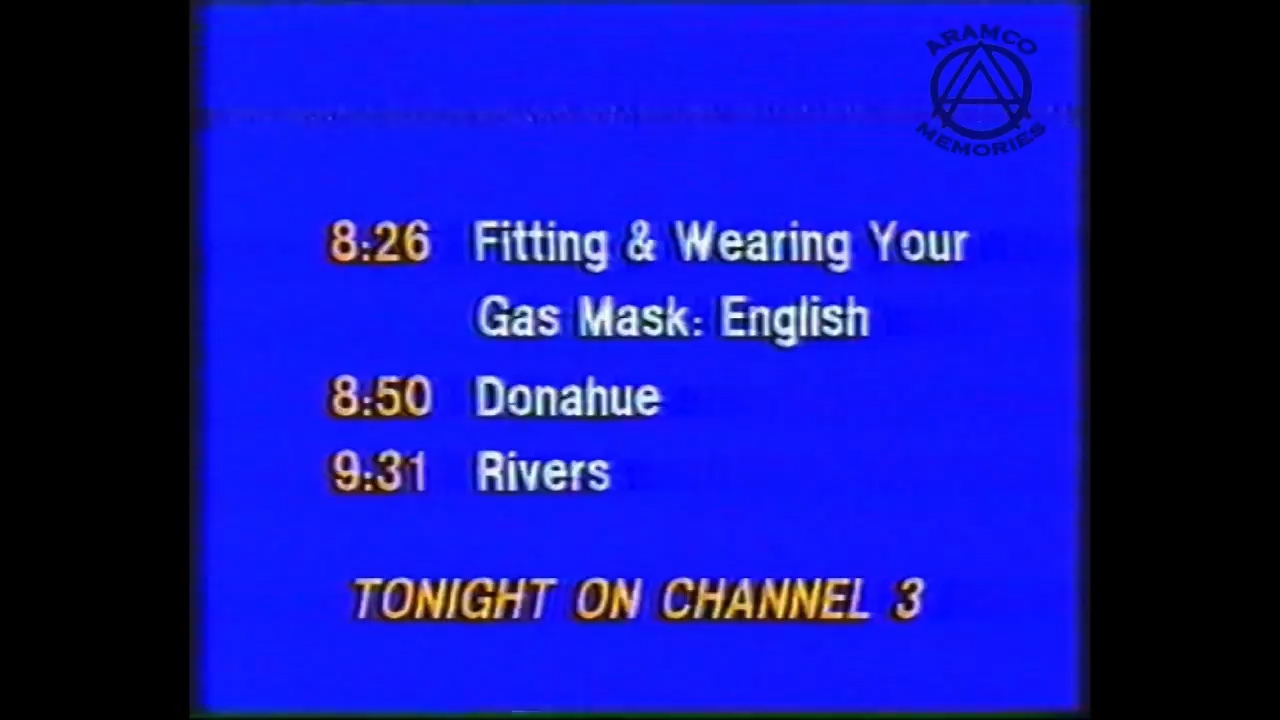 ARAMCO
MEMORIES
8:26 Fitting & Wearing Your
Gas Mask: English
8:50 Donahue
9:31 Rivers
TONIGHT ON CHANNEL 3